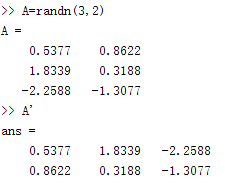 >> A=randn(3,2)
A =
0.5377 0.8622
1.8339 0.3188
-2.2588 -1.3077
>> A'
ans =
0.5377 1.8339 -2.2588
0.8622 0.3188 -1.3077